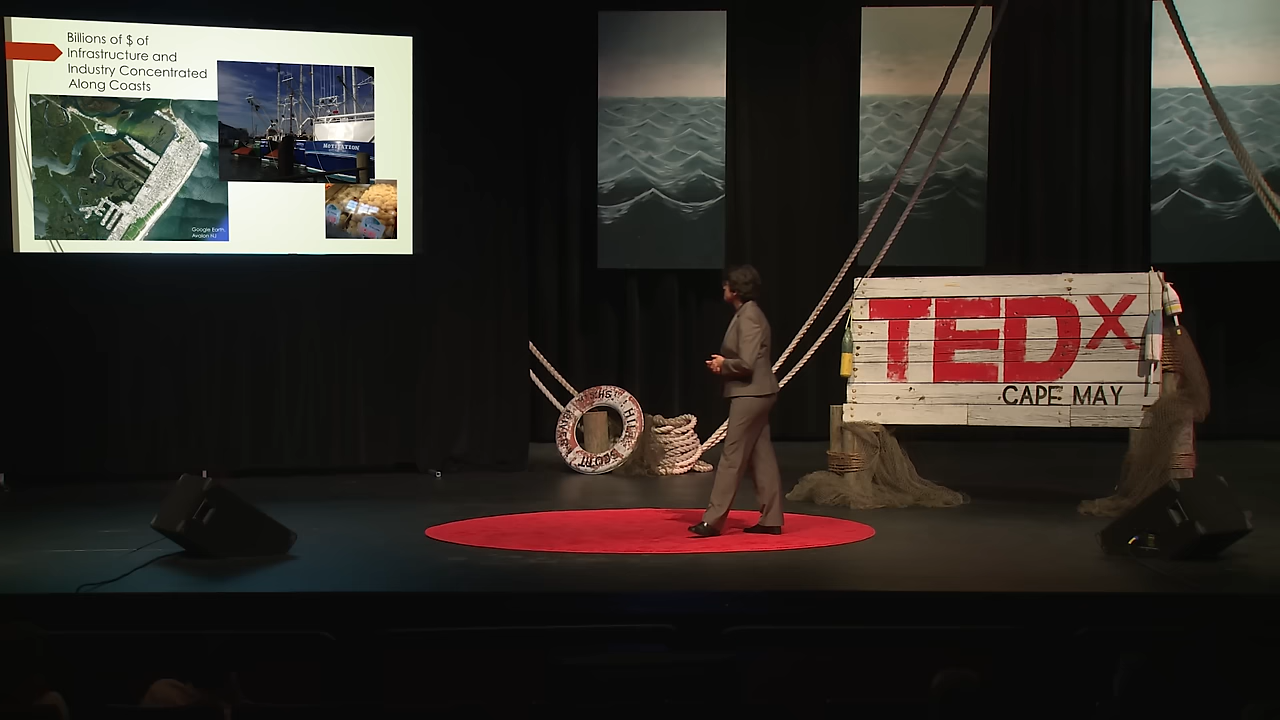 Billions of $ of
Infrastructure and
Industry Concentrated
Along Coasts
MOTIVATION
Google Earth,
Avalon NJ
TEDx
CAPE MAY